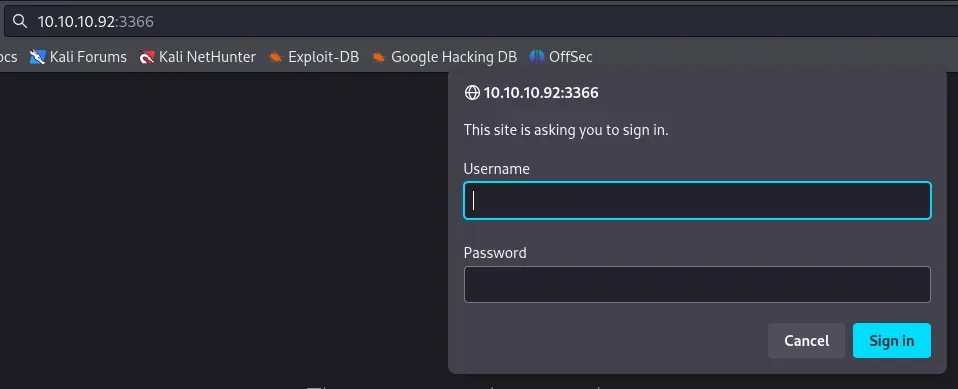 10.10.10.92:3366
ocs Kali Forums Kali NetHunter Exploit-DB Google Hacking DB OffSec
10.10.10.92:3366
This site is asking you to sign in.
Username
Password
Cancel Sign in